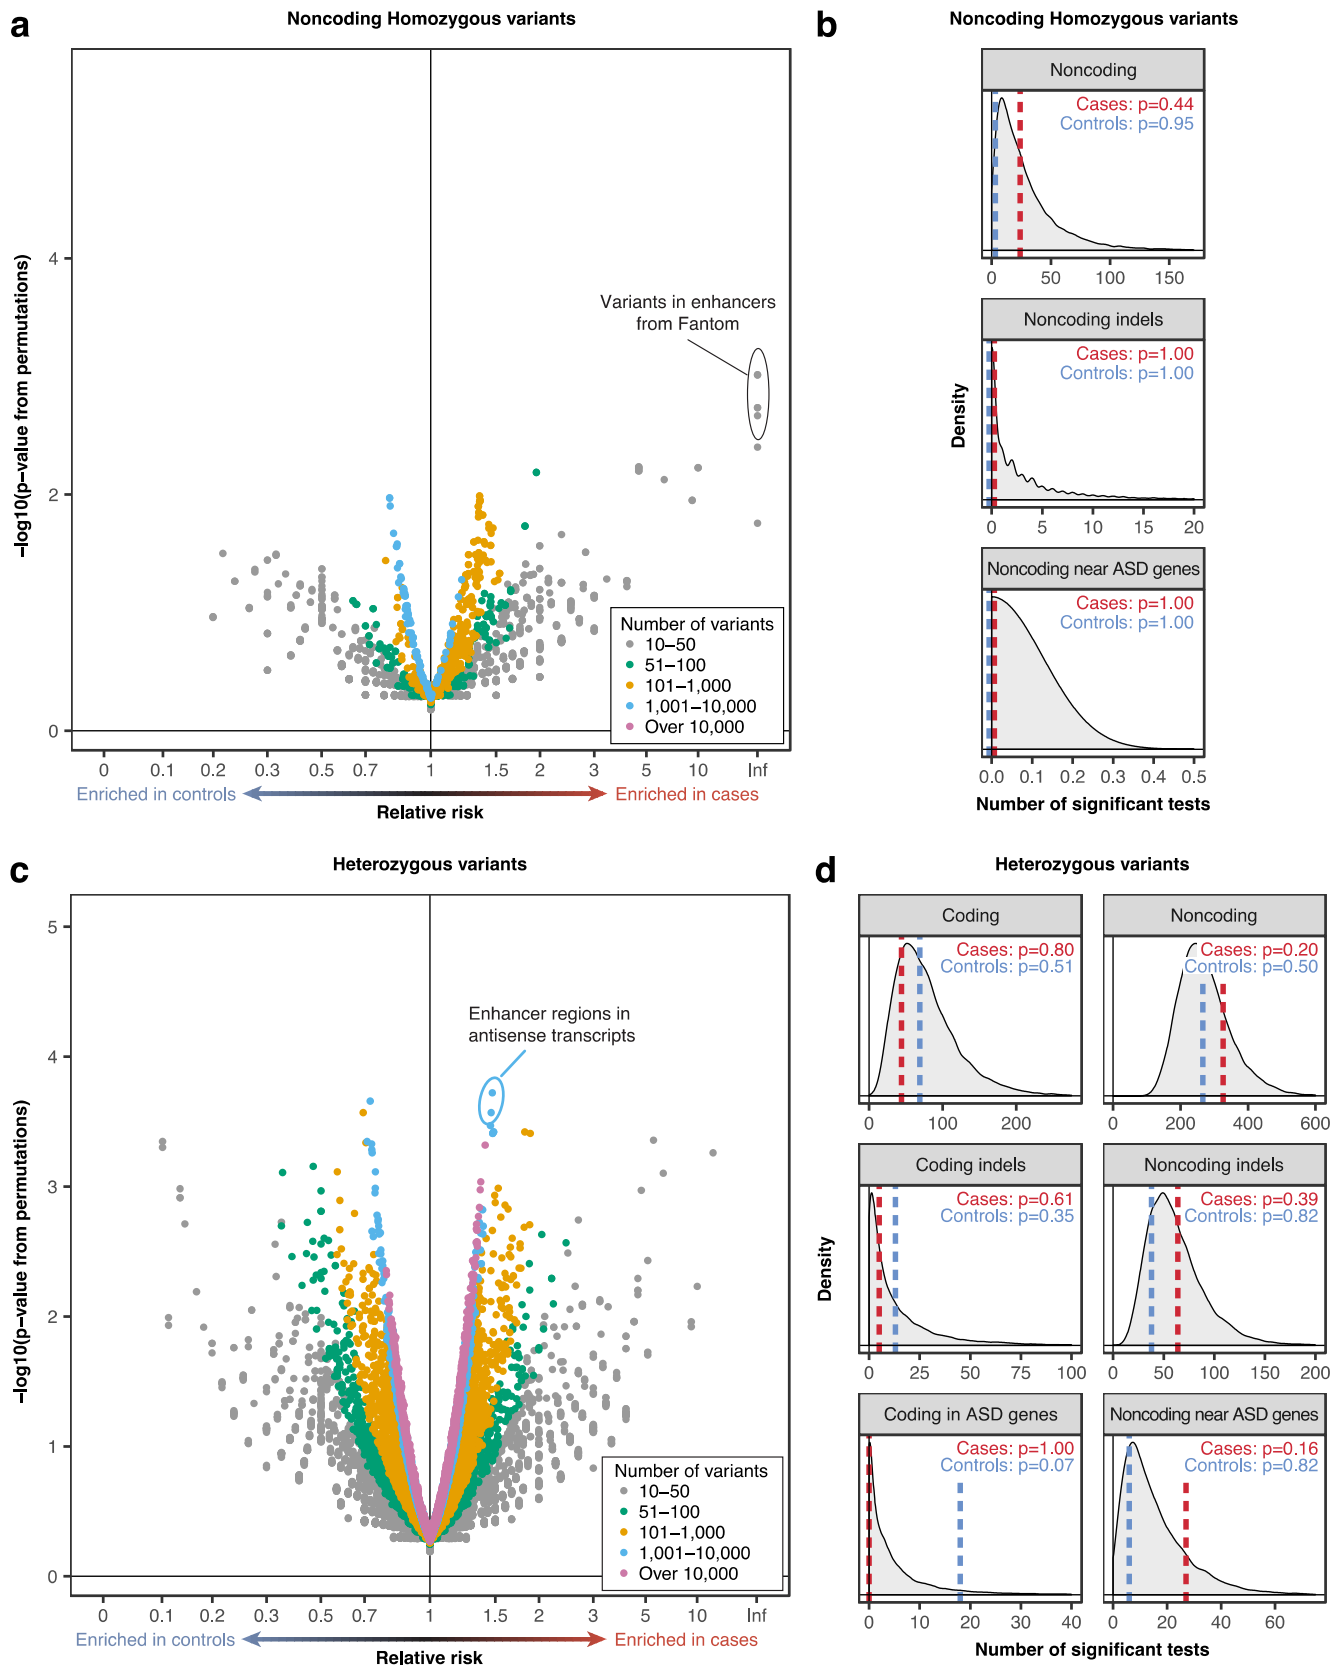 a
Noncoding Homozygous variants
−log10(p−value from permutations)
4
2
0
Variants in enhancers
from Fantom
Number of variants
10−50
51−100
101−1,000
1,001−10,000
Over 10,000
0 0.1 0.2 0.3 0.5 0.7 1 1.5 2 3 5 10 Inf
Enriched in controls
Enriched in cases
Relative risk
b
Noncoding Homozygous variants
Noncoding
Cases: p=0.44
Controls: p=0.95
0 50 100 150
Noncoding indels
Cases: p=1.00
Controls: p=1.00
0 5 10 15 20
Noncoding near ASD genes
Cases: p=1.00
Controls: p=1.00
0.0 0.1 0.2 0.3 0.4 0.5
Density
Number of significant tests
c
Heterozygous variants
−log10(p−value from permutations)
5
4
3
2
1
0
Enhancer regions in
antisense transcripts
Number of variants
10−50
51−100
101−1,000
1,001−10,000
Over 10,000
0 0.1 0.2 0.3 0.5 0.7 1 1.5 2 3 5 10 Inf
Enriched in controls
Enriched in cases
Relative risk
d
Heterozygous variants
Coding
Cases: p=0.80
Controls: p=0.51
0 100 200
Noncoding
Cases: p=0.20
Controls: p=0.50
0 200 400 600
Coding indels
Cases: p=0.61
Controls: p=0.35
0 25 50 75 100
Noncoding indels
Cases: p=0.39
Controls: p=0.82
0 50 100 150 200
Coding in ASD genes
Cases: p=1.00
Controls: p=0.07
0 10 20 30 40
Noncoding near ASD genes
Cases: p=0.16
Controls: p=0.82
0 20 40 60
Density
Number of significant tests